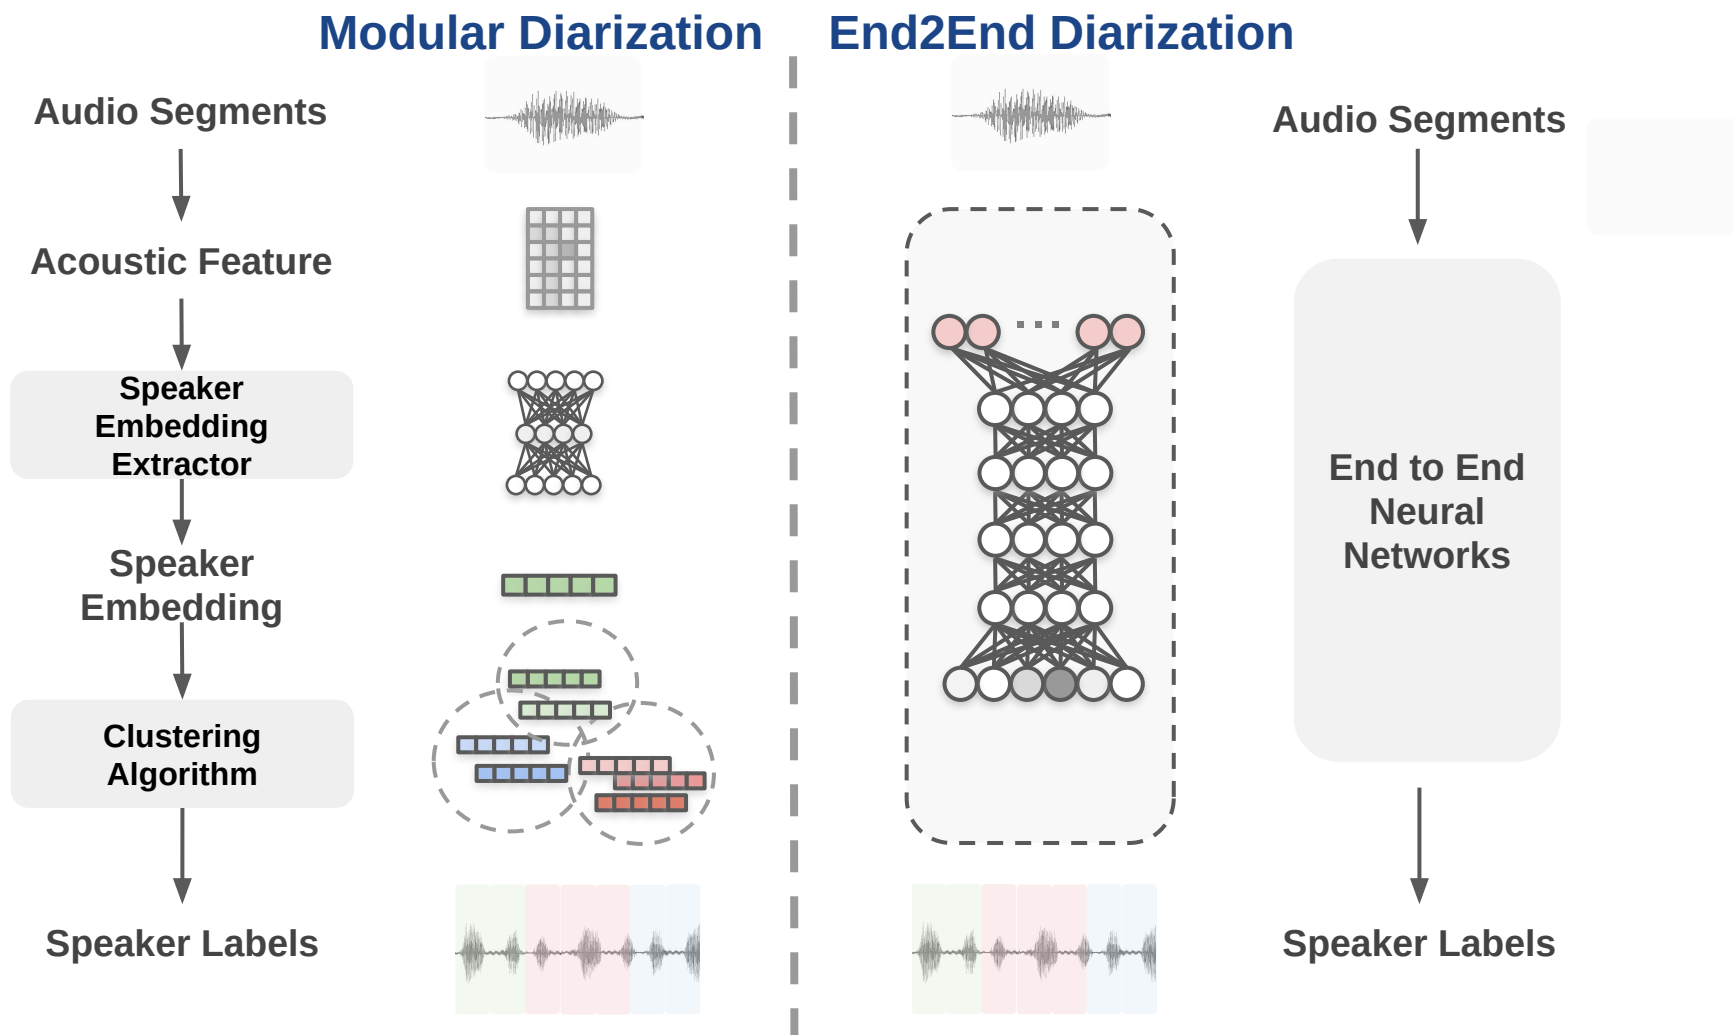 Modular Diarization
End2End Diarization
Audio Segments
Acoustic Feature
Speaker
Embedding
Extractor
Speaker
Embedding
Clustering
Algorithm
Speaker Labels
Audio Segments
End to End
Neural
Networks
Speaker Labels